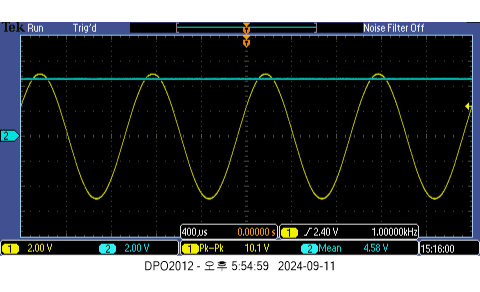 Tek Run Trig'd Noise Filter Off
2
400µs 0.00000 s 1 ∫ 2.40 V 1.00000kHz
1 2.00 V 2 2.00 V 1 Pk-Pk 10.1 V 2 Mean 4.58 V 15:16:00
DPO2012 - 오후 5:54:59 2024-09-11